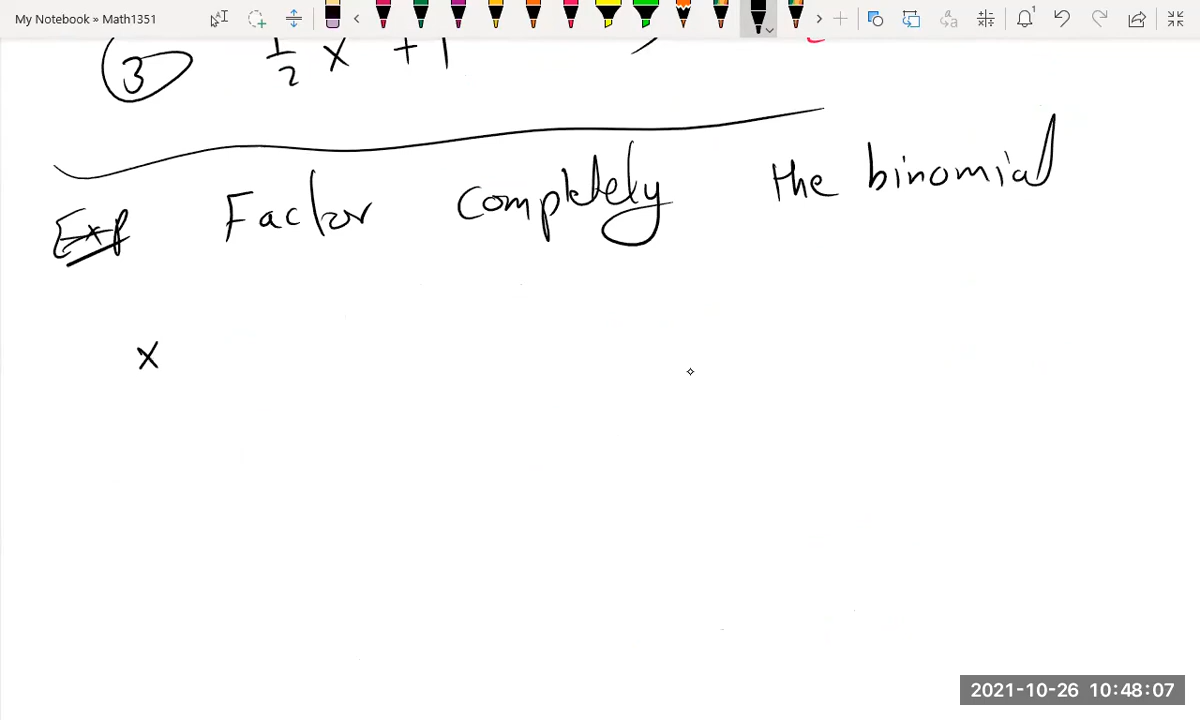 My Notebook » Math1351
3 1/2 x + 1
Exp Factor completely the binomial
x
2021-10-26 10:48:07